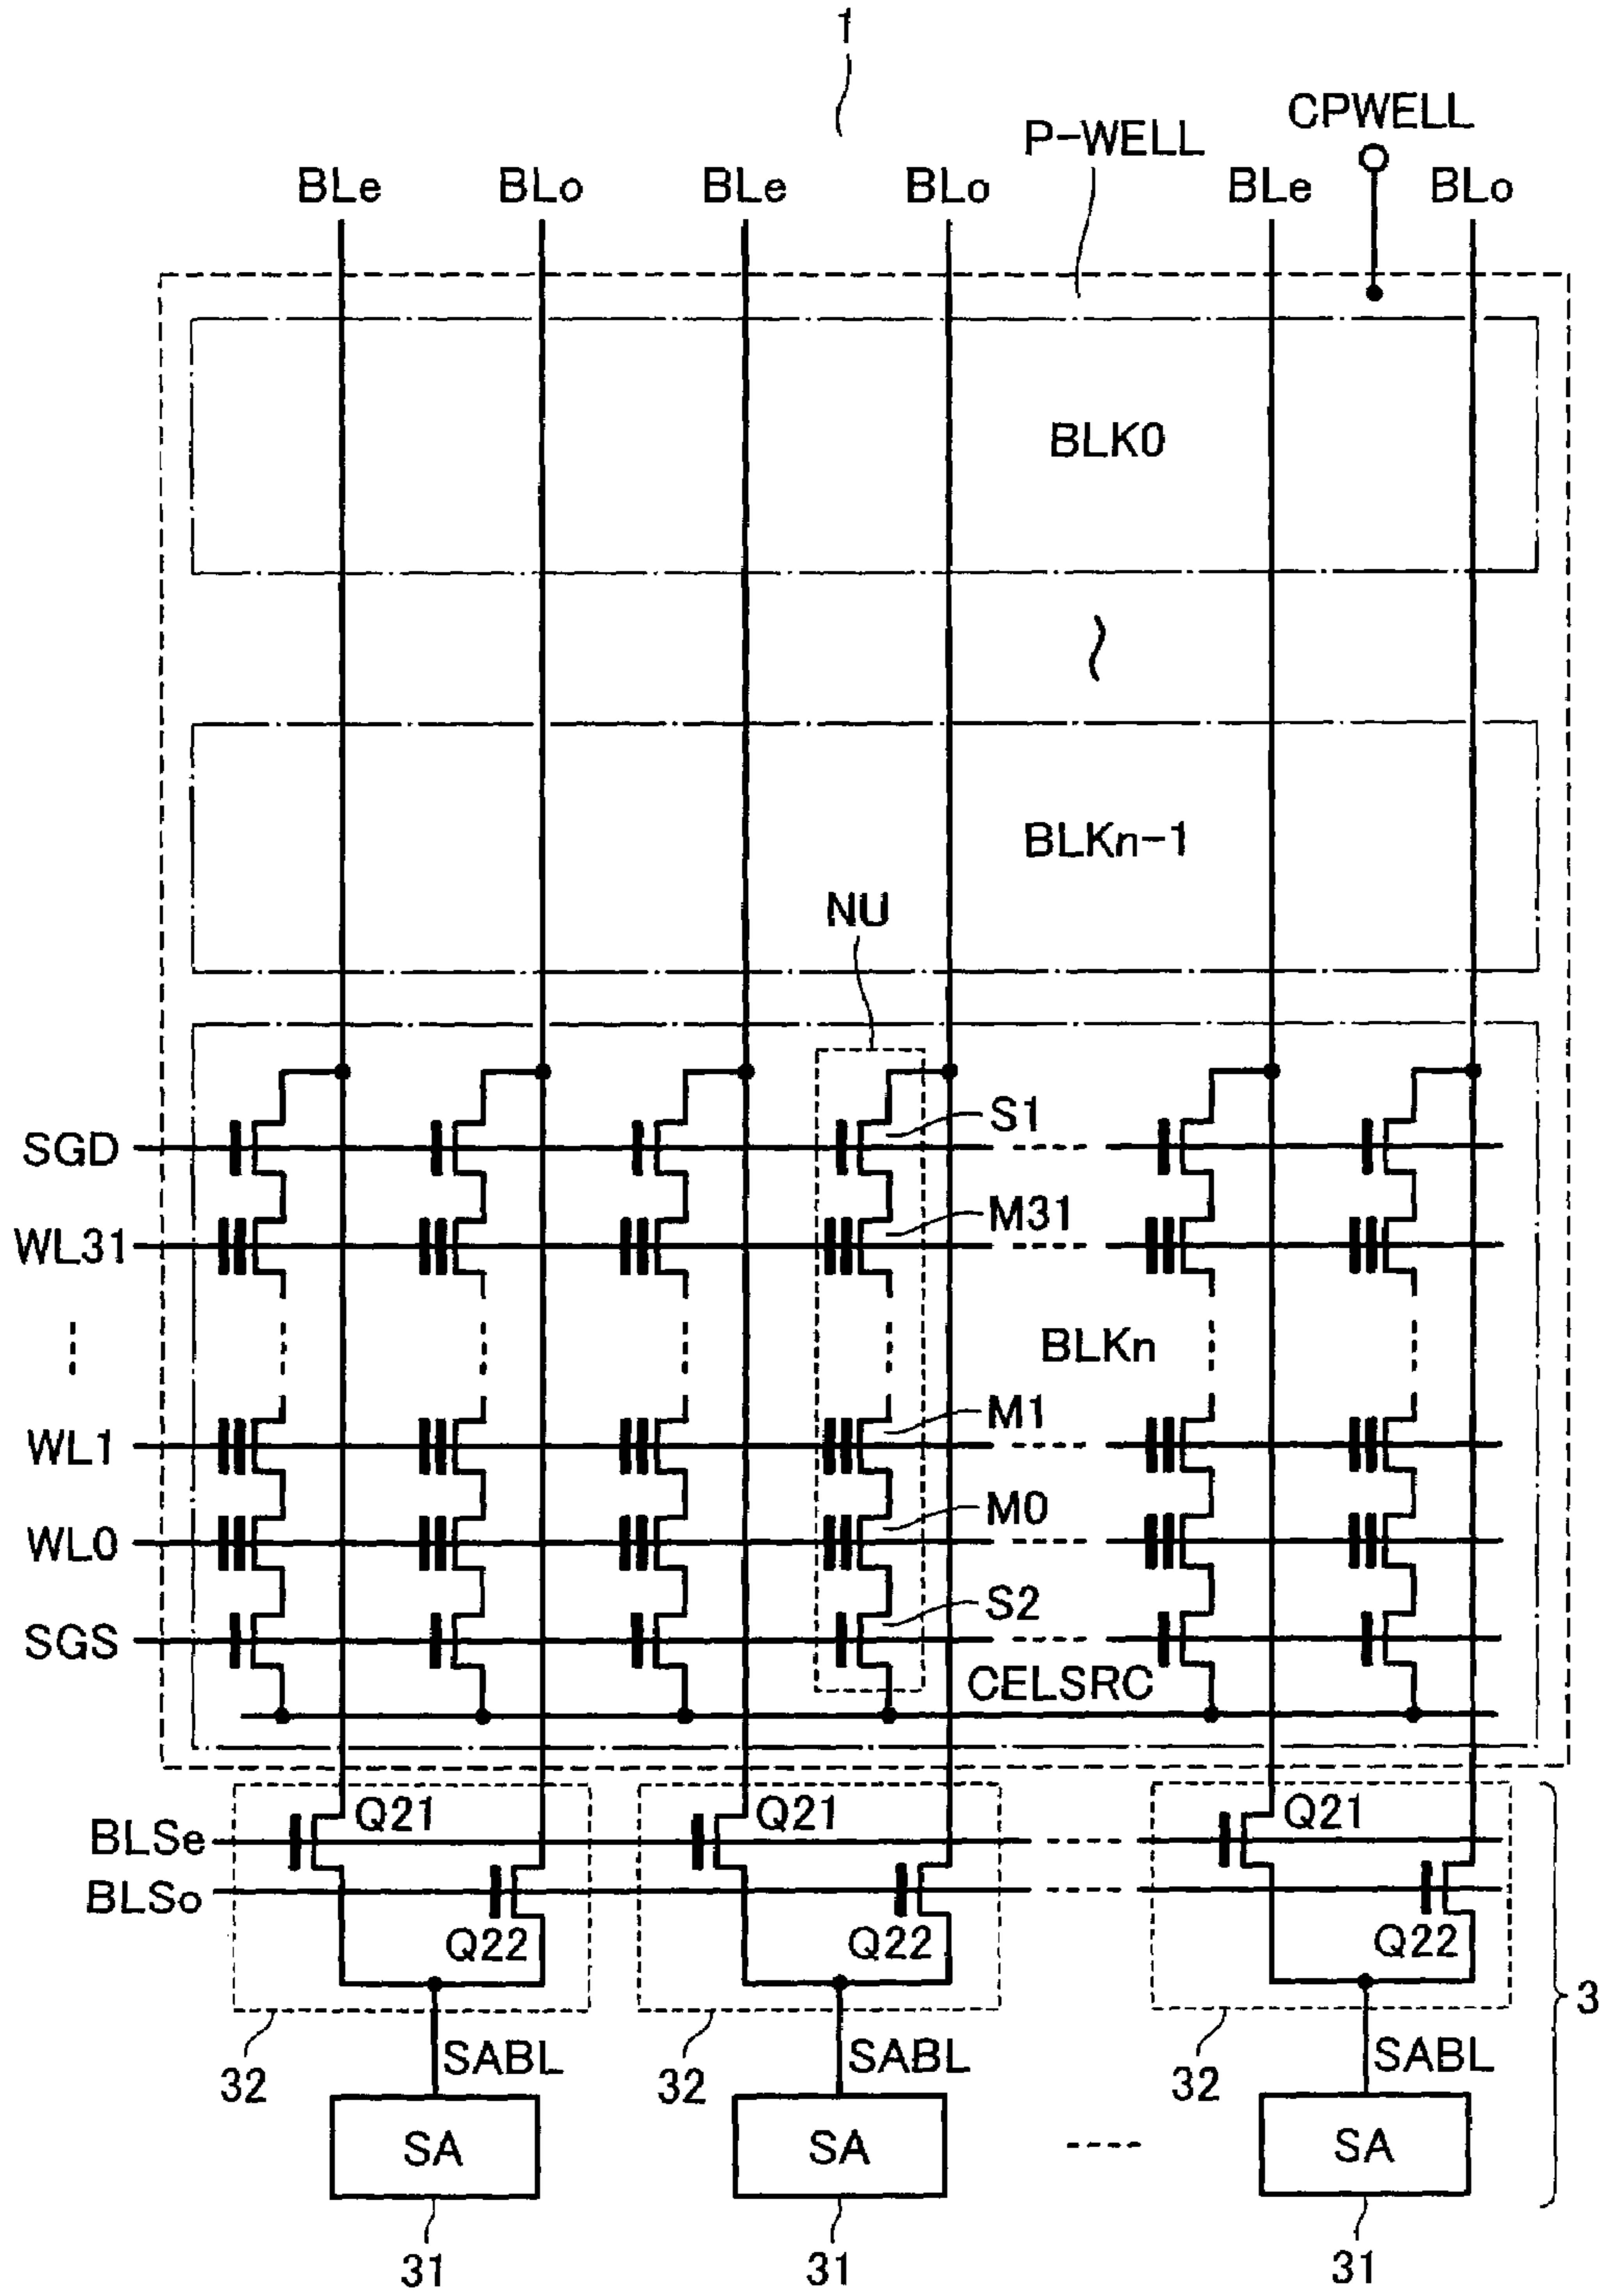 1
CPWELL
P-WELL
BLe BLo BLe BLo BLe BLo
BLK0
BLKn-1
NU
S1
SGD
M31
WL31
BLKn
M1
WL1
M0
WL0
S2
SGS
CELSRC
Q21 Q21 Q21
BLSe
BLSo
Q22 Q22 Q22
3
SABL SABL SABL
32 32 32
SA SA SA
31 31 31